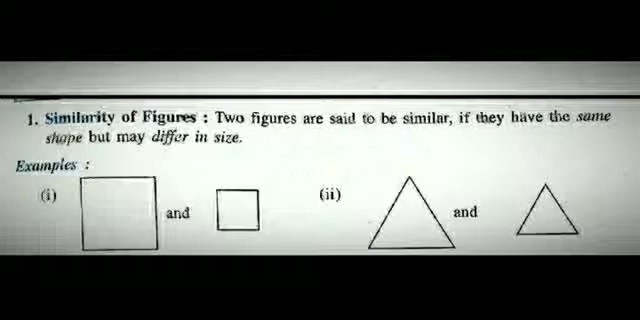 1. Similarity of Figures : Two figures are said to be similar, if they have the same
shape but may differ in size.
Examples :
(i) and (ii) and